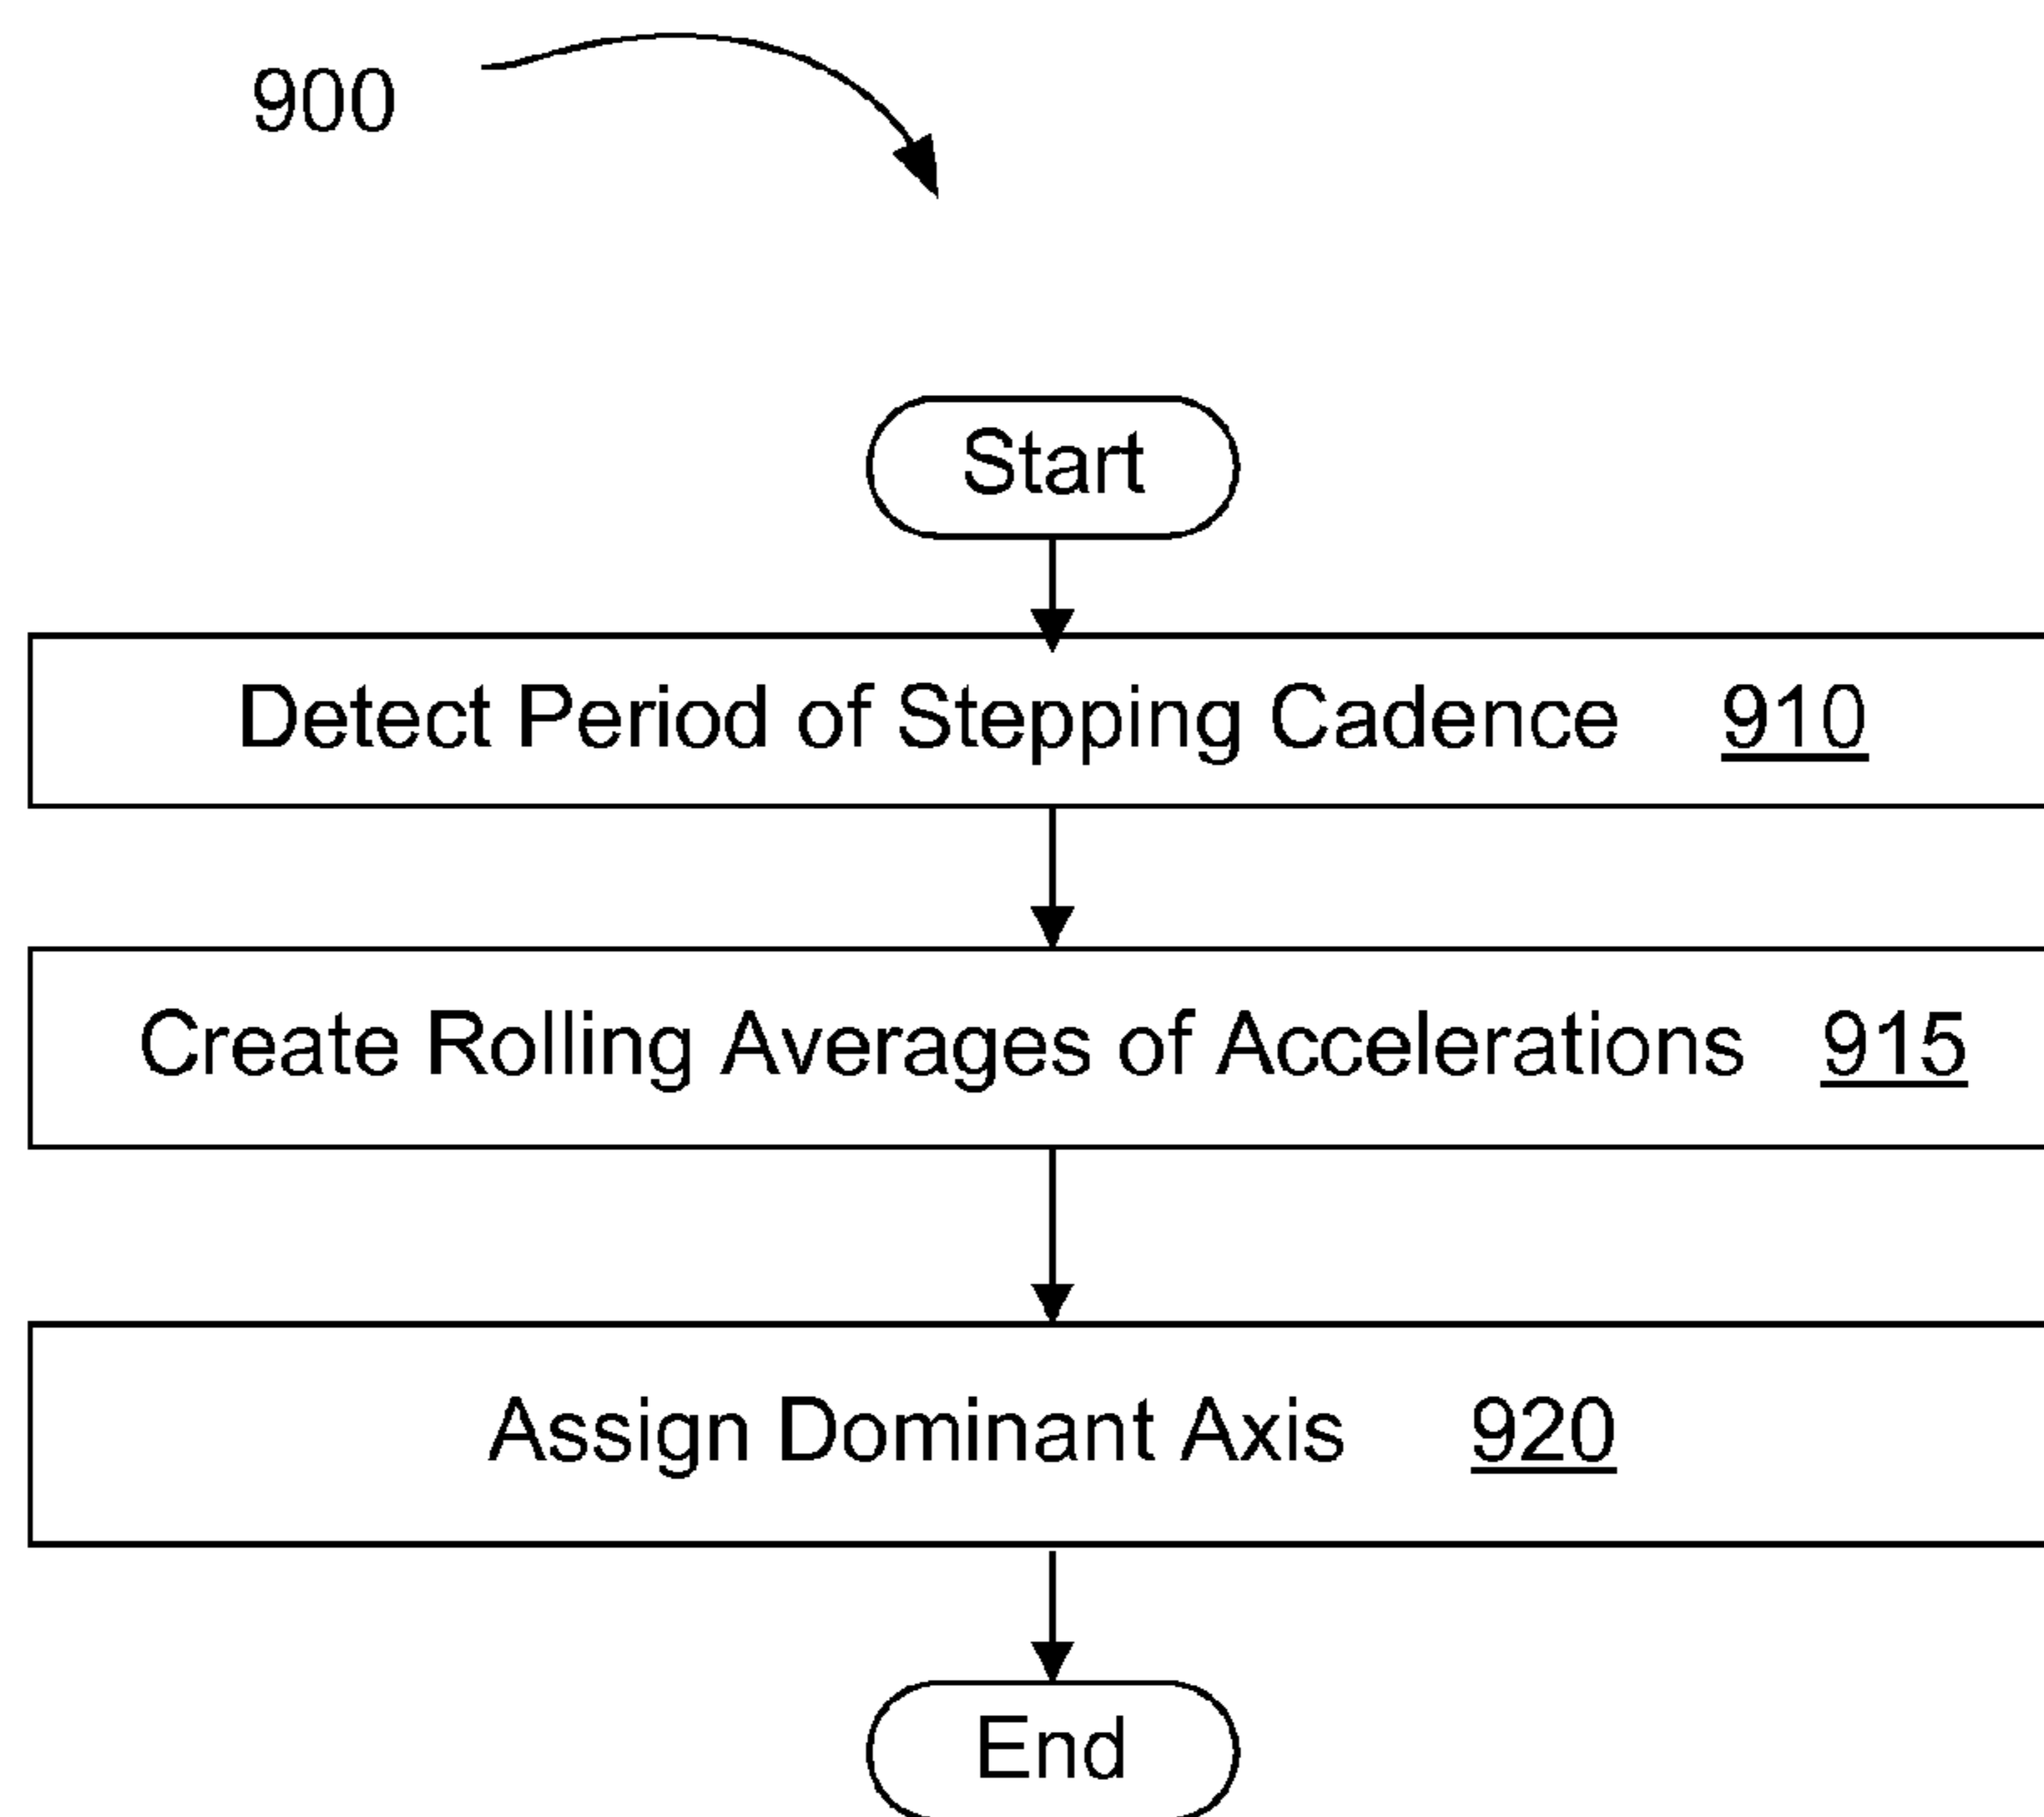 900
Start
Detect Period of Stepping Cadence 910
Create Rolling Averages of Accelerations 915
Assign Dominant Axis 920
End